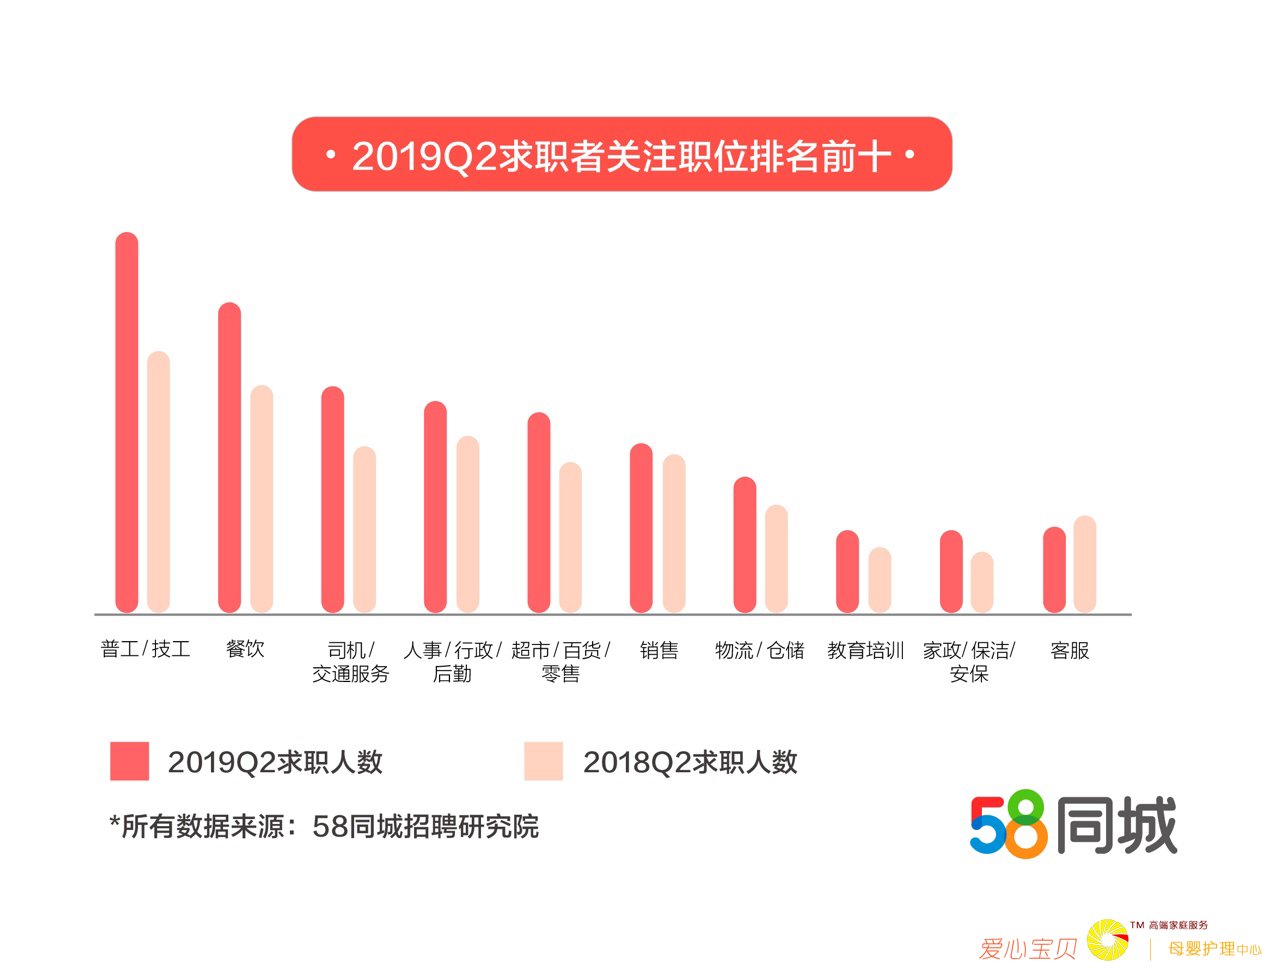 ·2019Q2求职者关注职位排名前十·
普工/技工
餐饮
司机/
交通服务
人事/行政/
后勤
超市/百货/
零售
销售
物流/仓储
教育培训
家政/保洁/
安保
客服
2019Q2求职人数
2018Q2求职人数
*所有数据来源：58同城招聘研究院
58同城
爱心宝贝
TM 高端家庭服务
母婴护理中心